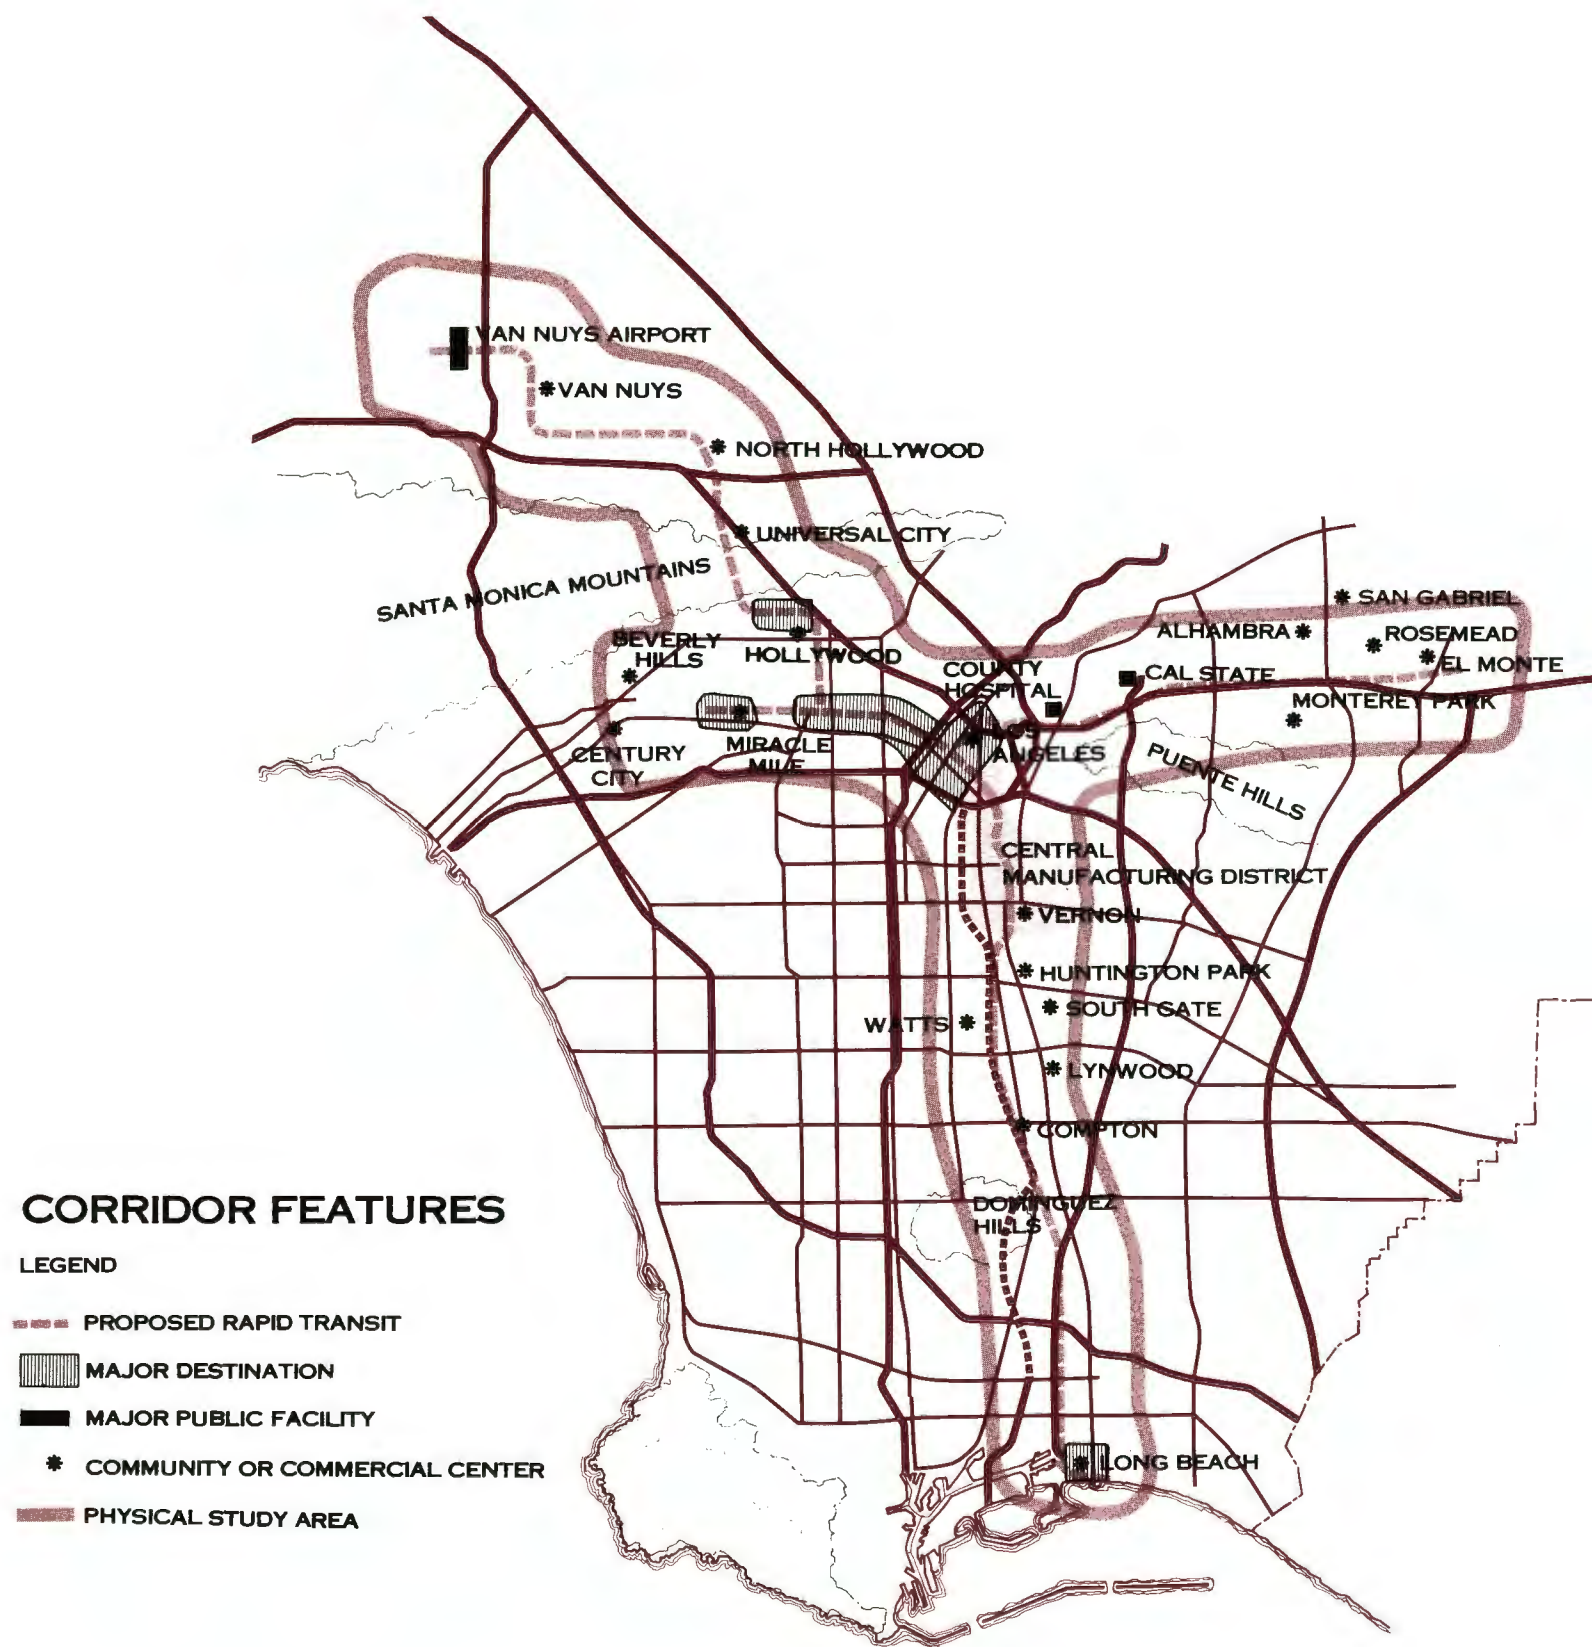 VAN NUYS AIRPORT
VAN NUYS
NORTH HOLLYWOOD
UNIVERSAL CITY
SANTA MONICA MOUNTAINS
SAN GABRIEL
ALHAMBRA
ROSEMEAD
BEVERLY
HILLS
HOLLYWOOD
EL MONTE
COUNTY
HOSPITAL
CAL STATE
MONTEREY PARK
CENTURY
CITY
MIRACLE
MILE
LOS
ANGELES
PUENTE HILLS
CENTRAL
MANUFACTURING DISTRICT
VERNON
HUNTINGTON PARK
SOUTH GATE
WATTS
LYNWOOD
COMPTON
DOMINGUEZ
HILLS
LONG BEACH
CORRIDOR FEATURES
LEGEND
PROPOSED RAPID TRANSIT
MAJOR DESTINATION
MAJOR PUBLIC FACILITY
COMMUNITY OR COMMERCIAL CENTER
PHYSICAL STUDY AREA